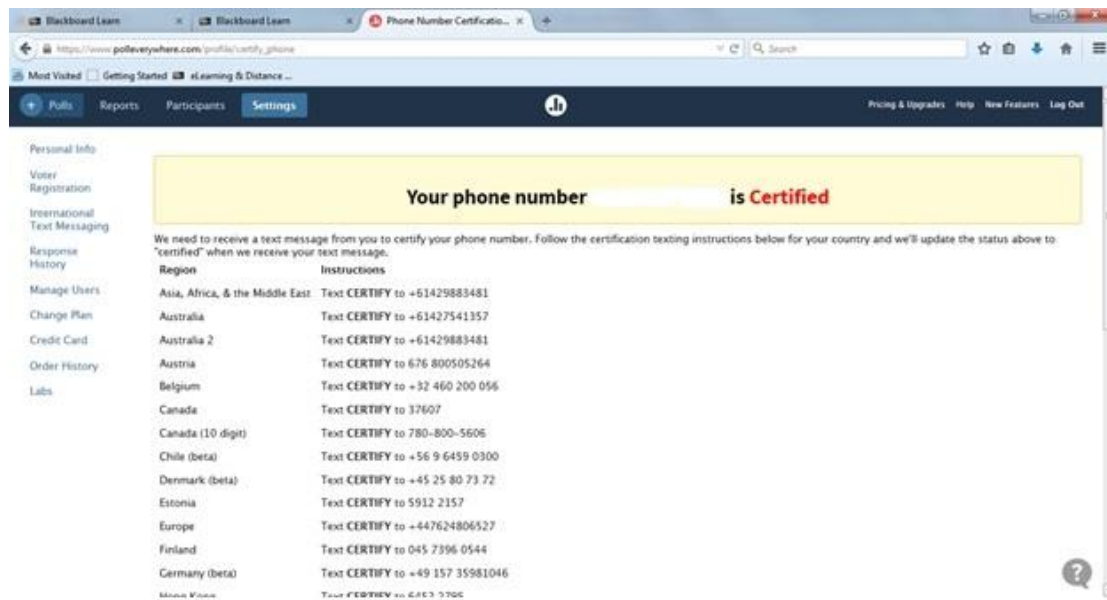 Blackboard Learn
Blackboard Learn
Phone Number Certificatio...
https://www.polleverywhere.com/profile/certify_phone
Search
Most Visited Getting Started eLearning & Distance ...
+ Polls Reports Participants Settings Pricing & Upgrades Help New Features Log Out
Personal Info
Voter
Registration
International
Text Messaging
Response
History
Manage Users
Change Plan
Credit Card
Order History
Labs
Your phone number is Certified
We need to receive a text message from you to certify your phone number. Follow the certification texting instructions below for your country and we'll update the status above to
"certified" when we receive your text message.
Region Instructions
Asia, Africa, & the Middle East Text CERTIFY to +61429883481
Australia Text CERTIFY to +61427541357
Australia 2 Text CERTIFY to +61429883481
Austria Text CERTIFY to 676 800505264
Belgium Text CERTIFY to +32 460 200 056
Canada Text CERTIFY to 37607
Canada (10 digit) Text CERTIFY to 780-800-5606
Chile (beta) Text CERTIFY to +56 9 6459 0300
Denmark (beta) Text CERTIFY to +45 25 80 73 72
Estonia Text CERTIFY to 5912 2157
Europe Text CERTIFY to +447624806527
Finland Text CERTIFY to 045 7396 0544
Germany (beta) Text CERTIFY to +49 157 35981046
Hong Kong Text CERTIFY to 6452 2795
?